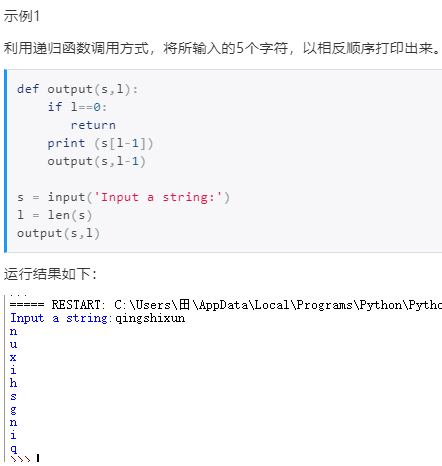 示例1
利用递归函数调用方式，将所输入的5个字符，以相反顺序打印出来。
def output(s,l):
    if l==0:
       return
    print (s[l-1])
    output(s,l-1)

s = input('Input a string:')
l = len(s)
output(s,l)
运行结果如下：
===== RESTART: C:\Users\田\AppData\Local\Programs\Python\Pytho
Input a string:qingshixun
n
u
x
i
h
s
g
n
i
q
>>>